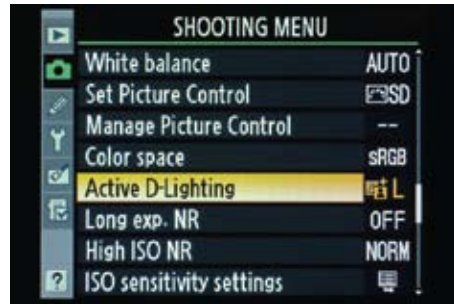 SHOOTING MENU
White balance AUTO
Set Picture Control SD
Manage Picture Control --
Color space sRGB
Active D-Lighting L
Long exp. NR OFF
High ISO NR NORM
? ISO sensitivity settings